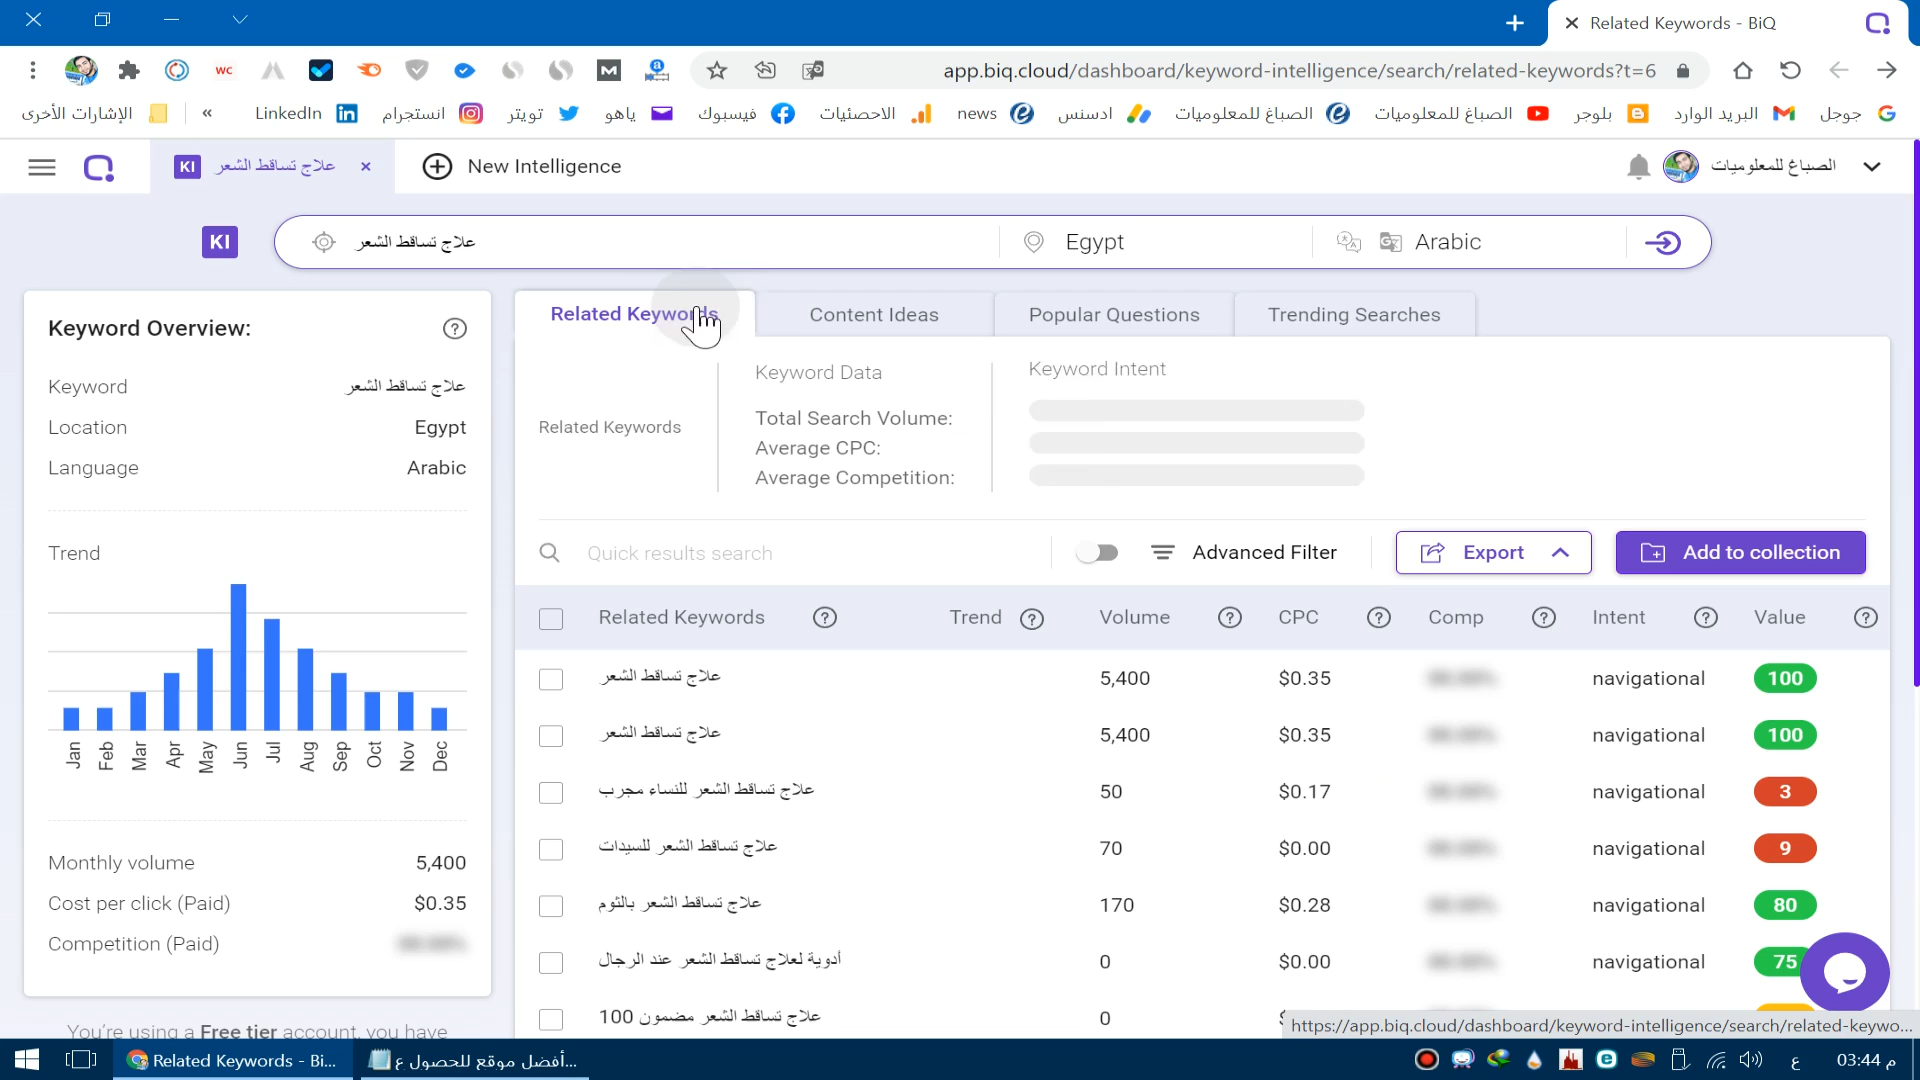 Related Keywords - BiQ
app.biq.cloud/dashboard/keyword-intelligence/search/related-keywords?t=6
جوجل
البريد الوارد
بلوجر
الصباغ للمعلوميات
الصباغ للمعلوميات
ادسنس
news
الاحصئيات
فيسبوك
ياهو
تويتر
انستجرام
LinkedIn
»
الإشارات الأخرى
KI علاج تساقط الشعر
New Intelligence
الصباغ للمعلوميات
KI
علاج تساقط الشعر
Egypt
Arabic
Keyword Overview:
Keyword علاج تساقط الشعر
Location Egypt
Language Arabic
Trend
Jan Feb Mar Apr May Jun Jul Aug Sep Oct Nov Dec
Monthly volume 5,400
Cost per click (Paid) $0.35
Competition (Paid)
You're using a Free tier account, you have
Related Keywords
Content Ideas
Popular Questions
Trending Searches
Related Keywords
Keyword Data
Total Search Volume:
Average CPC:
Average Competition:
Keyword Intent
Quick results search
Advanced Filter
Export
Add to collection
Related Keywords Trend Volume CPC Comp Intent Value
علاج تساقط الشعر 5,400 $0.35 navigational 100
علاج تساقط الشعر 5,400 $0.35 navigational 100
علاج تساقط الشعر للنساء مجرب 50 $0.17 navigational 3
علاج تساقط الشعر للسيدات 70 $0.00 navigational 9
علاج تساقط الشعر بالثوم 170 $0.28 navigational 80
أدوية لعلاج تساقط الشعر عند الرجال 0 $0.00 navigational 75
علاج تساقط الشعر مضمون 100 0
https://app.biq.cloud/dashboard/keyword-intelligence/search/related-keywo...
Related Keywords - Bi...
أفضل موقع للحصول ع...
ع
03:44 م